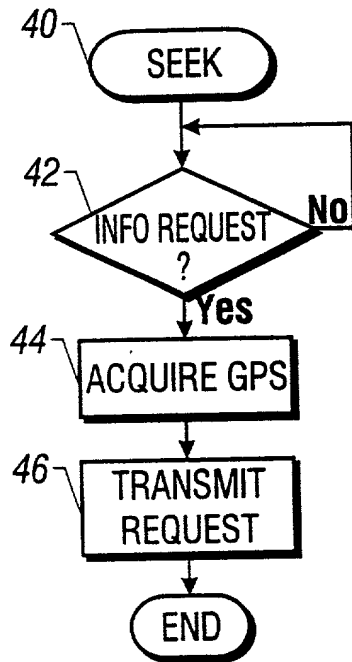 40
SEEK
42
INFO REQUEST
?
No
Yes
44
ACQUIRE GPS
46
TRANSMIT
REQUEST
END